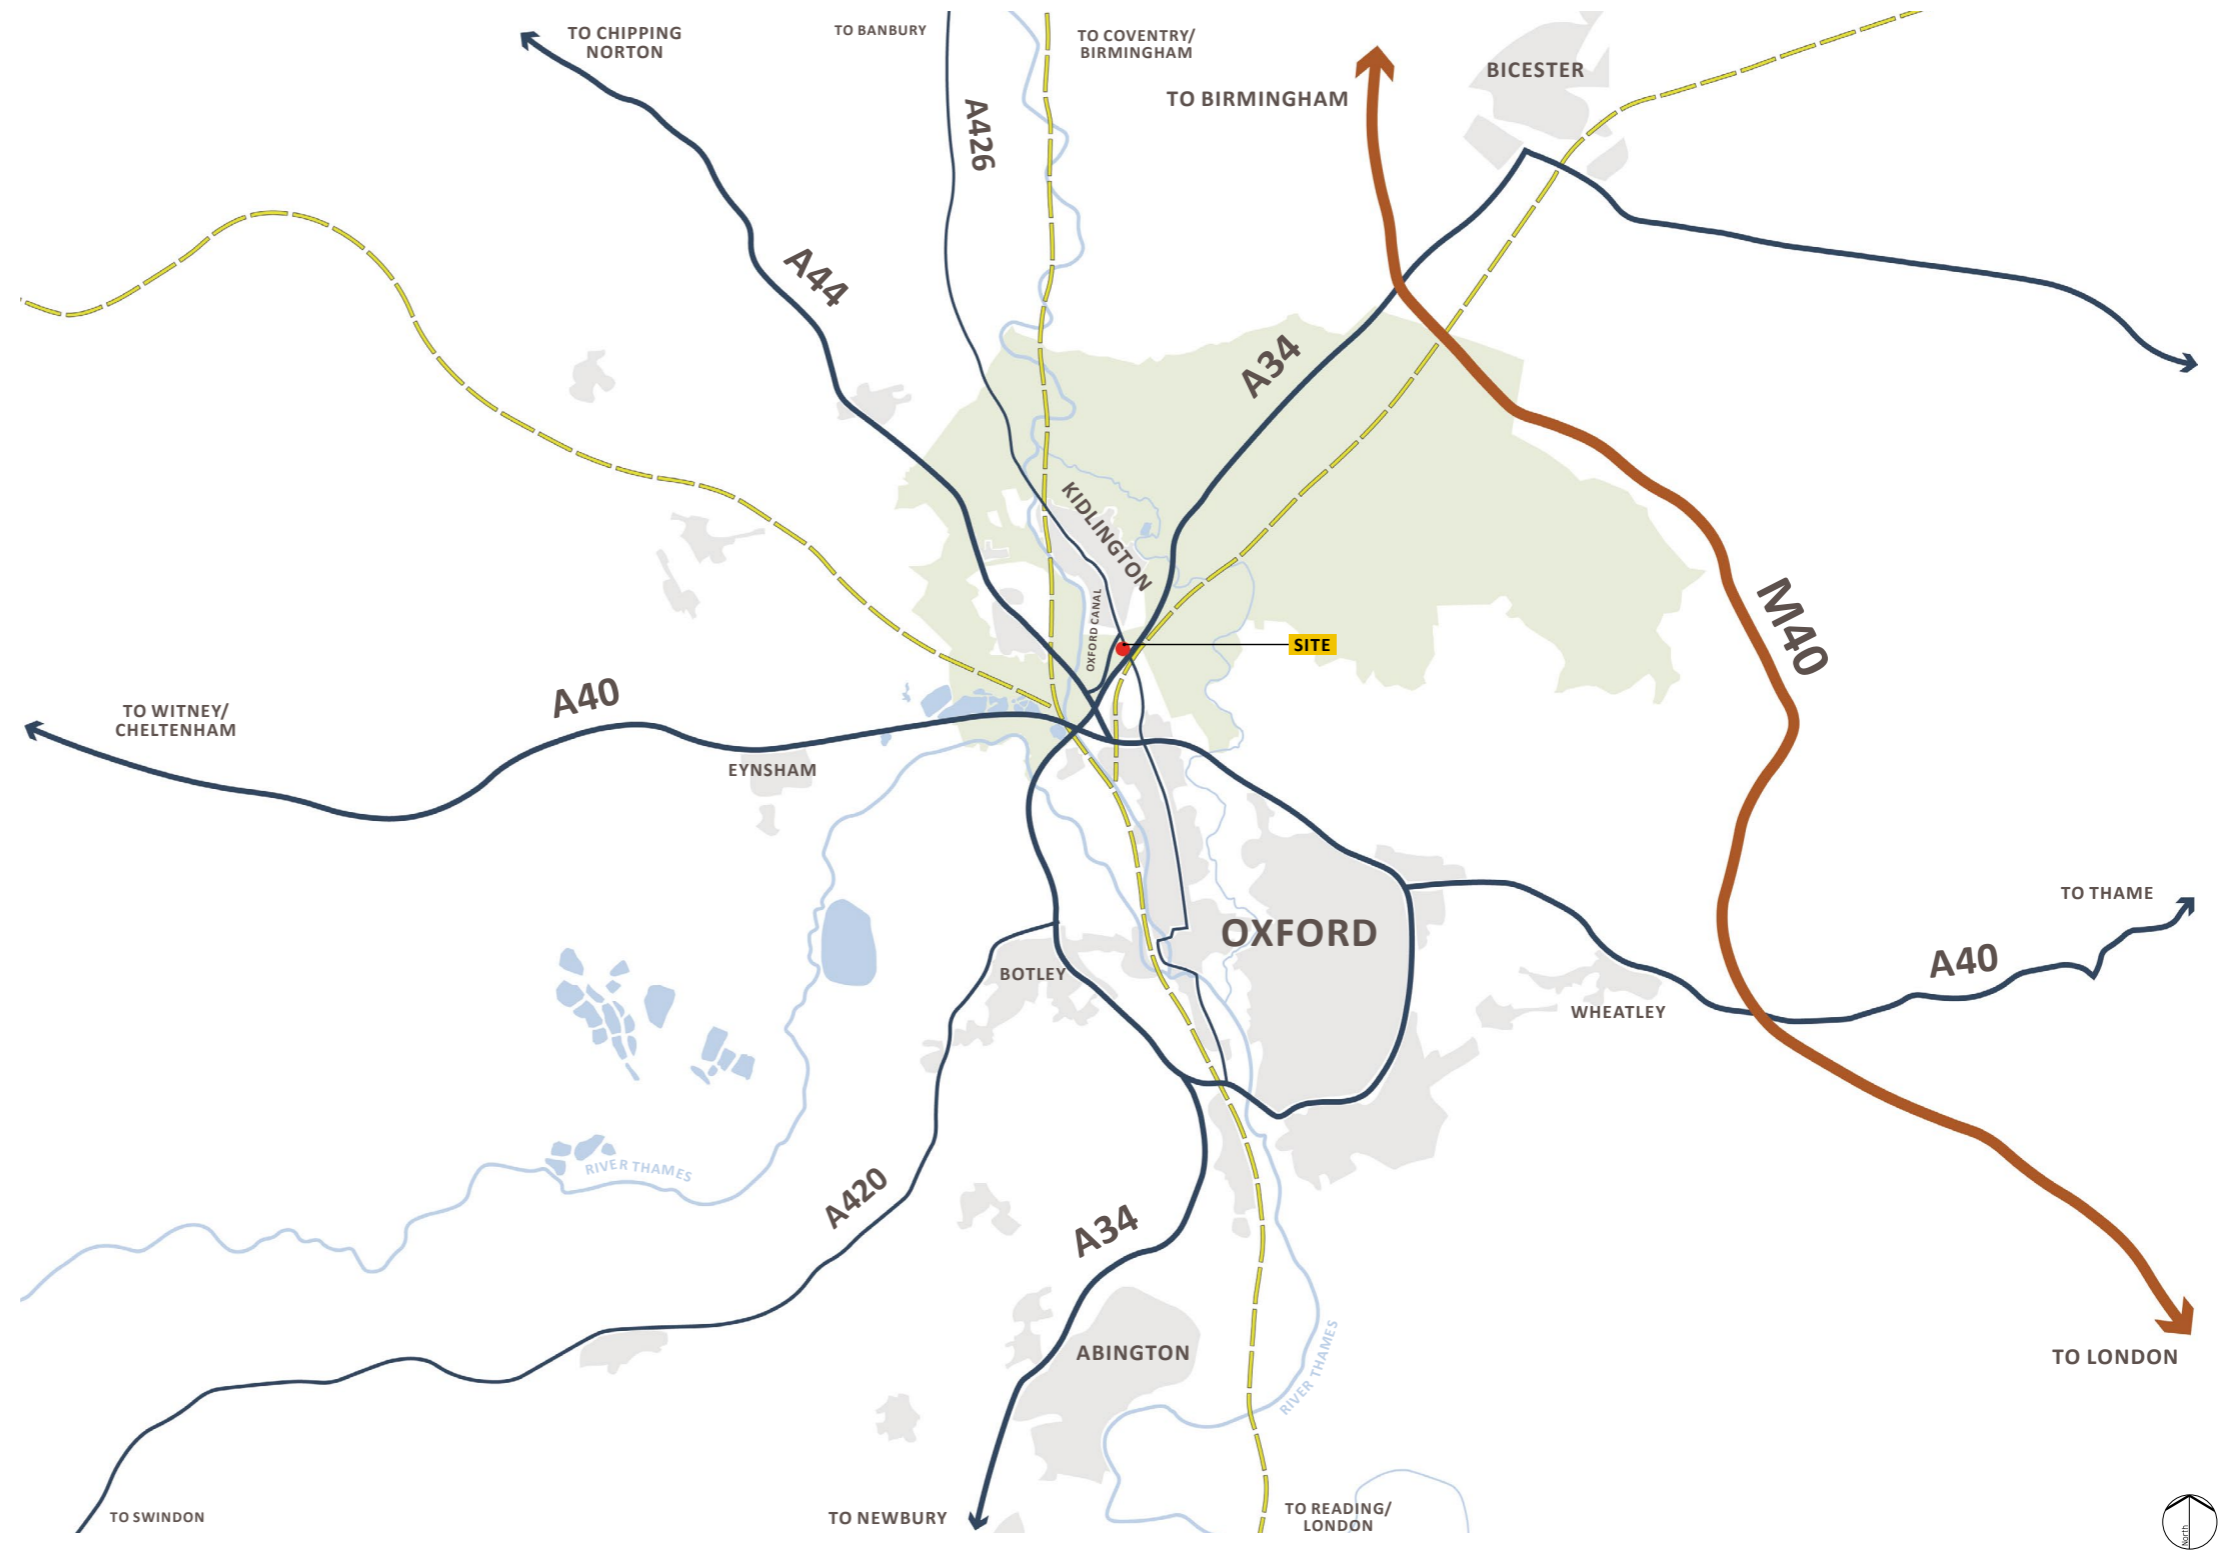 TO CHIPPING
NORTON
TO BANBURY
TO COVENTRY/
BIRMINGHAM
TO BIRMINGHAM
BICESTER
A426
A44
A34
KIDLINGTON
OXFORD CANAL
SITE
M40
A40
TO WITNEY/
CHELTENHAM
EYNSHAM
TO THAME
OXFORD
A40
BOTLEY
WHEATLEY
RIVER THAMES
A420
A34
ABINGTON
RIVER THAMES
TO LONDON
TO SWINDON
TO NEWBURY
TO READING/
LONDON
North